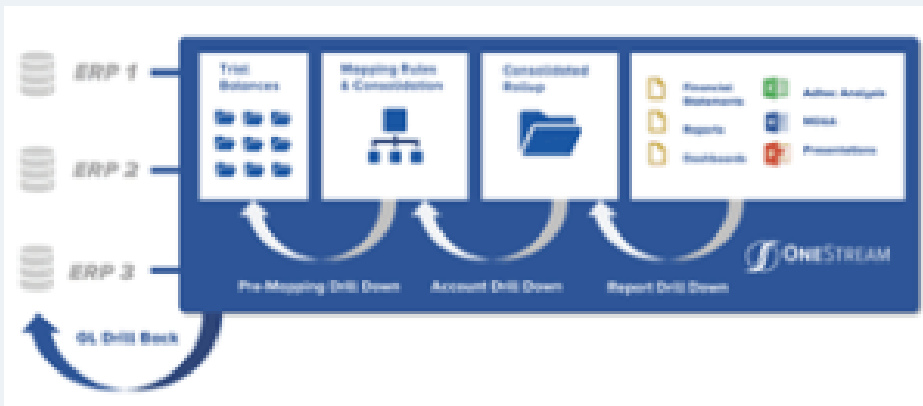 ERP 1
ERP 2
ERP 3
Trial
Balances
Mapping Rules
& Consolidation
Consolidated
Rollup
Financial
Statements
Reports
Dashboards
AdHoc Analysis
MD&A
Presentations
Pre-Mapping Drill Down
Account Drill Down
Report Drill Down
ONESTREAM
GL Drill Back